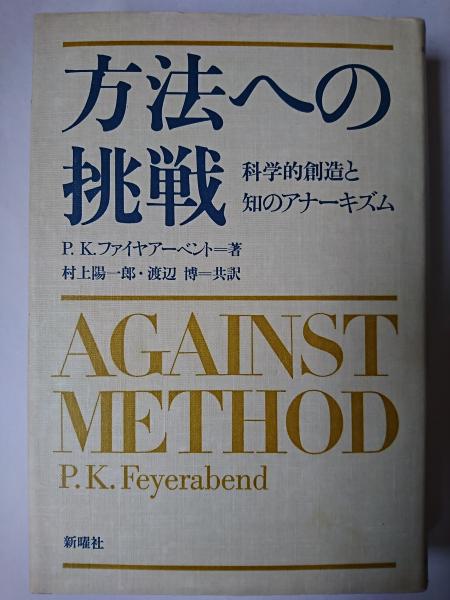 方法への
挑戦
科学的創造と
知のアナーキズム
P. K. ファイヤアーベント=著
村上陽一郎・渡辺 博=共訳
AGAINST
METHOD
P. K. Feyerabend
新曜社